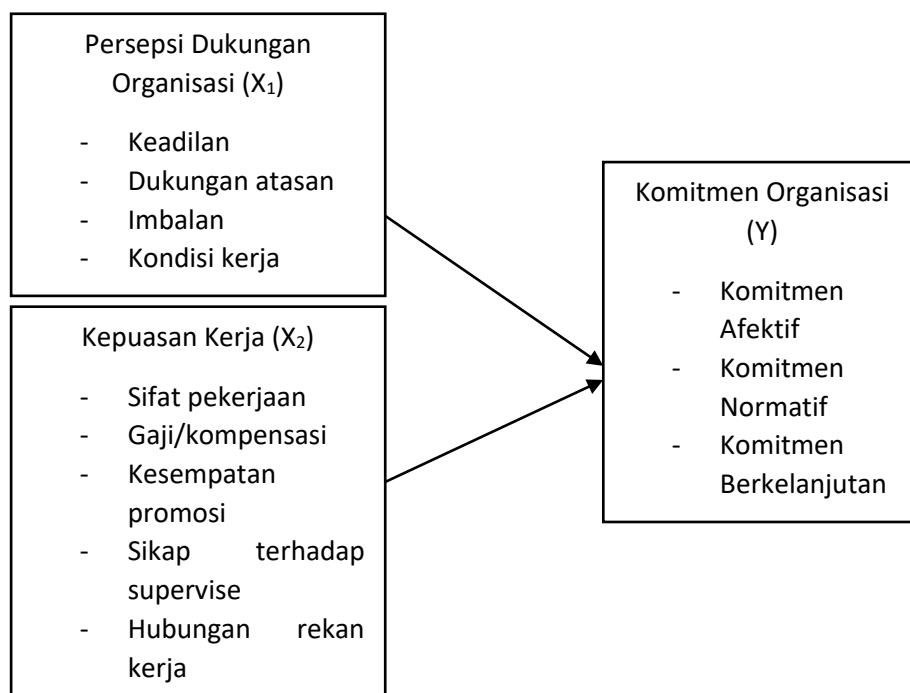 Persepsi Dukungan
Organisasi (X₁)
- Keadilan
- Dukungan atasan
- Imbalan
- Kondisi kerja
Kepuasan Kerja (X₂)
- Sifat pekerjaan
- Gaji/kompensasi
- Kesempatan
promosi
- Sikap terhadap
supervise
- Hubungan rekan
kerja
Komitmen Organisasi
(Y)
- Komitmen
Afektif
- Komitmen
Normatif
- Komitmen
Berkelanjutan